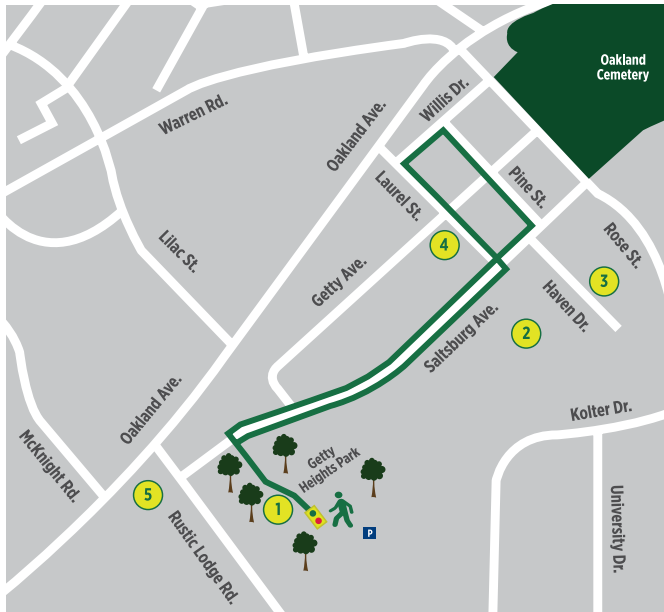 Oakland
Cemetery
Willis Dr.
Warren Rd.
Oakland Ave.
Pine St.
Laurel St.
Rose St.
Lilac St.
4
Getty Ave.
3
Haven Dr.
Saltsburg Ave.
2
Oakland Ave.
Kolter Dr.
McKnight Rd.
Getty
Heights Park
5
1
Rustic Lodge Rd.
University Dr.
P